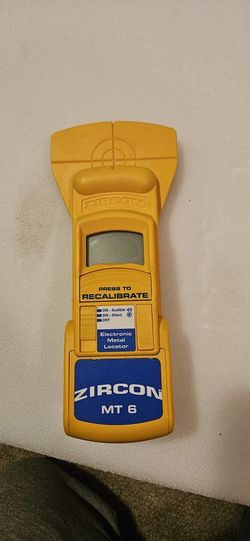 ZIRCON
PRESS TO
RECALIBRATE
ON - Audible
ON - Silent
OFF
Electronic
Metal
Locator
ZIRCON
MT 6